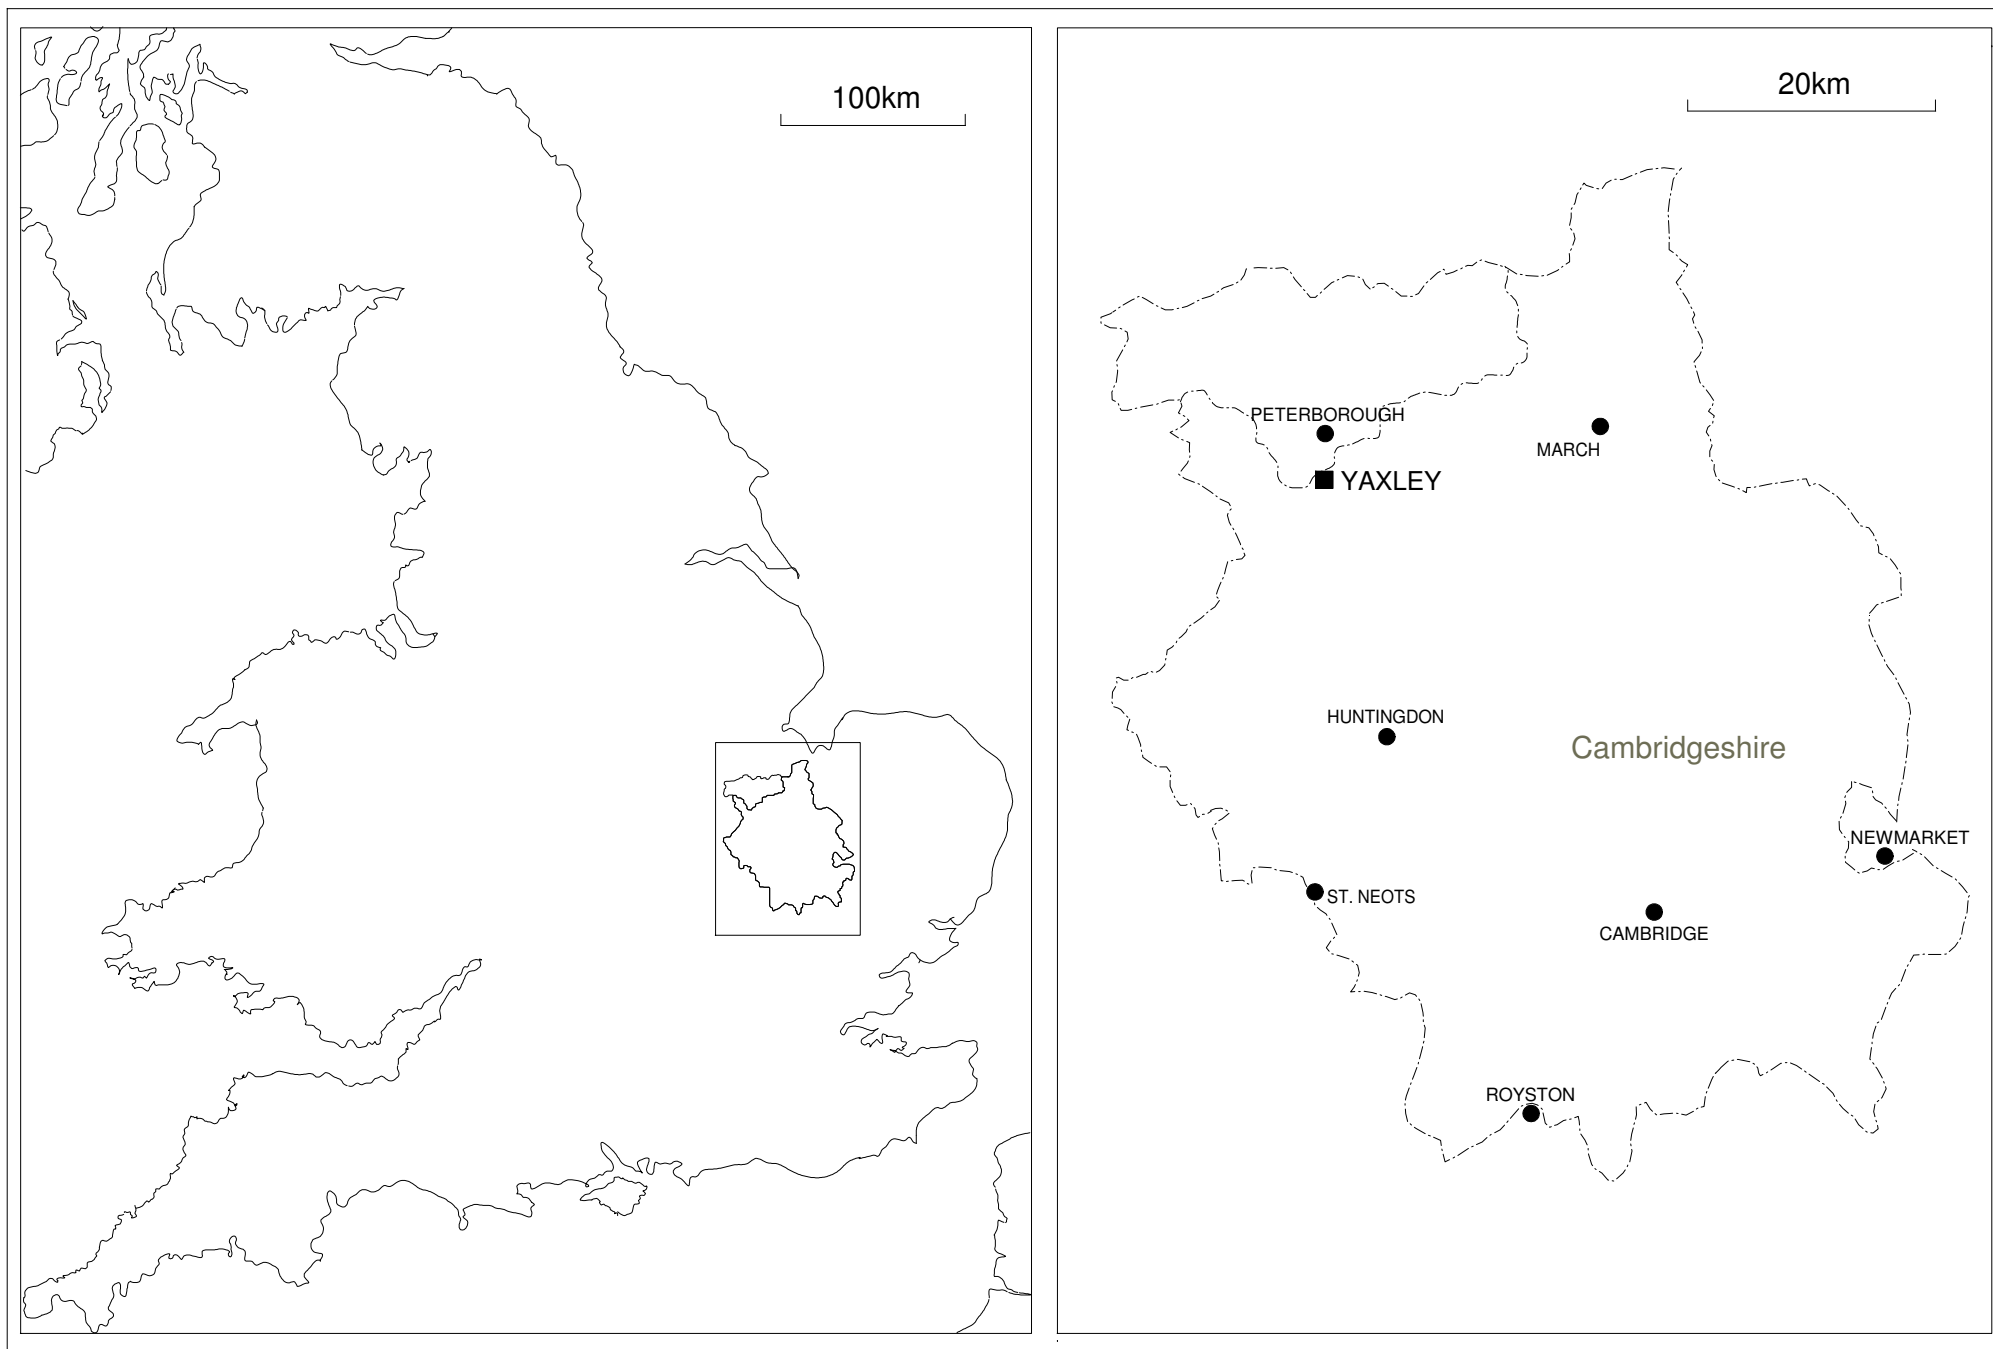 100km
20km
PETERBOROUGH
MARCH
YAXLEY
HUNTINGDON
Cambridgeshire
NEWMARKET
ST. NEOTS
CAMBRIDGE
ROYSTON